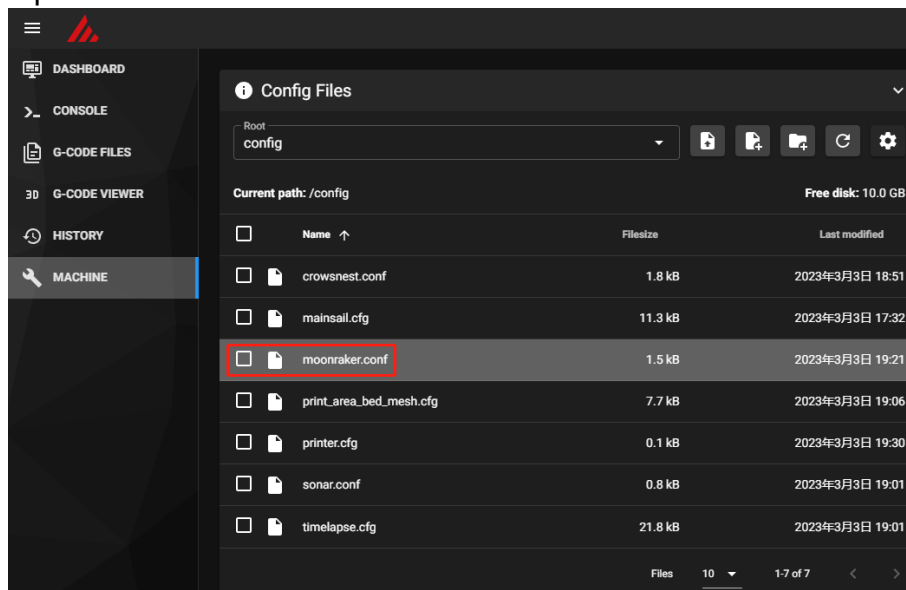 DASHBOARD
CONSOLE
G-CODE FILES
3D G-CODE VIEWER
HISTORY
MACHINE
Config Files
Root
config
Current path: /config Free disk: 10.0 GB
Name ↑ Filesize Last modified
crowsnest.conf 1.8 kB 2023年3月3日 18:51
mainsail.cfg 11.3 kB 2023年3月3日 17:32
moonraker.conf 1.5 kB 2023年3月3日 19:21
print_area_bed_mesh.cfg 7.7 kB 2023年3月3日 19:06
printer.cfg 0.1 kB 2023年3月3日 19:30
sonar.conf 0.8 kB 2023年3月3日 19:01
timelapse.cfg 21.8 kB 2023年3月3日 19:01
Files 10 1-7 of 7